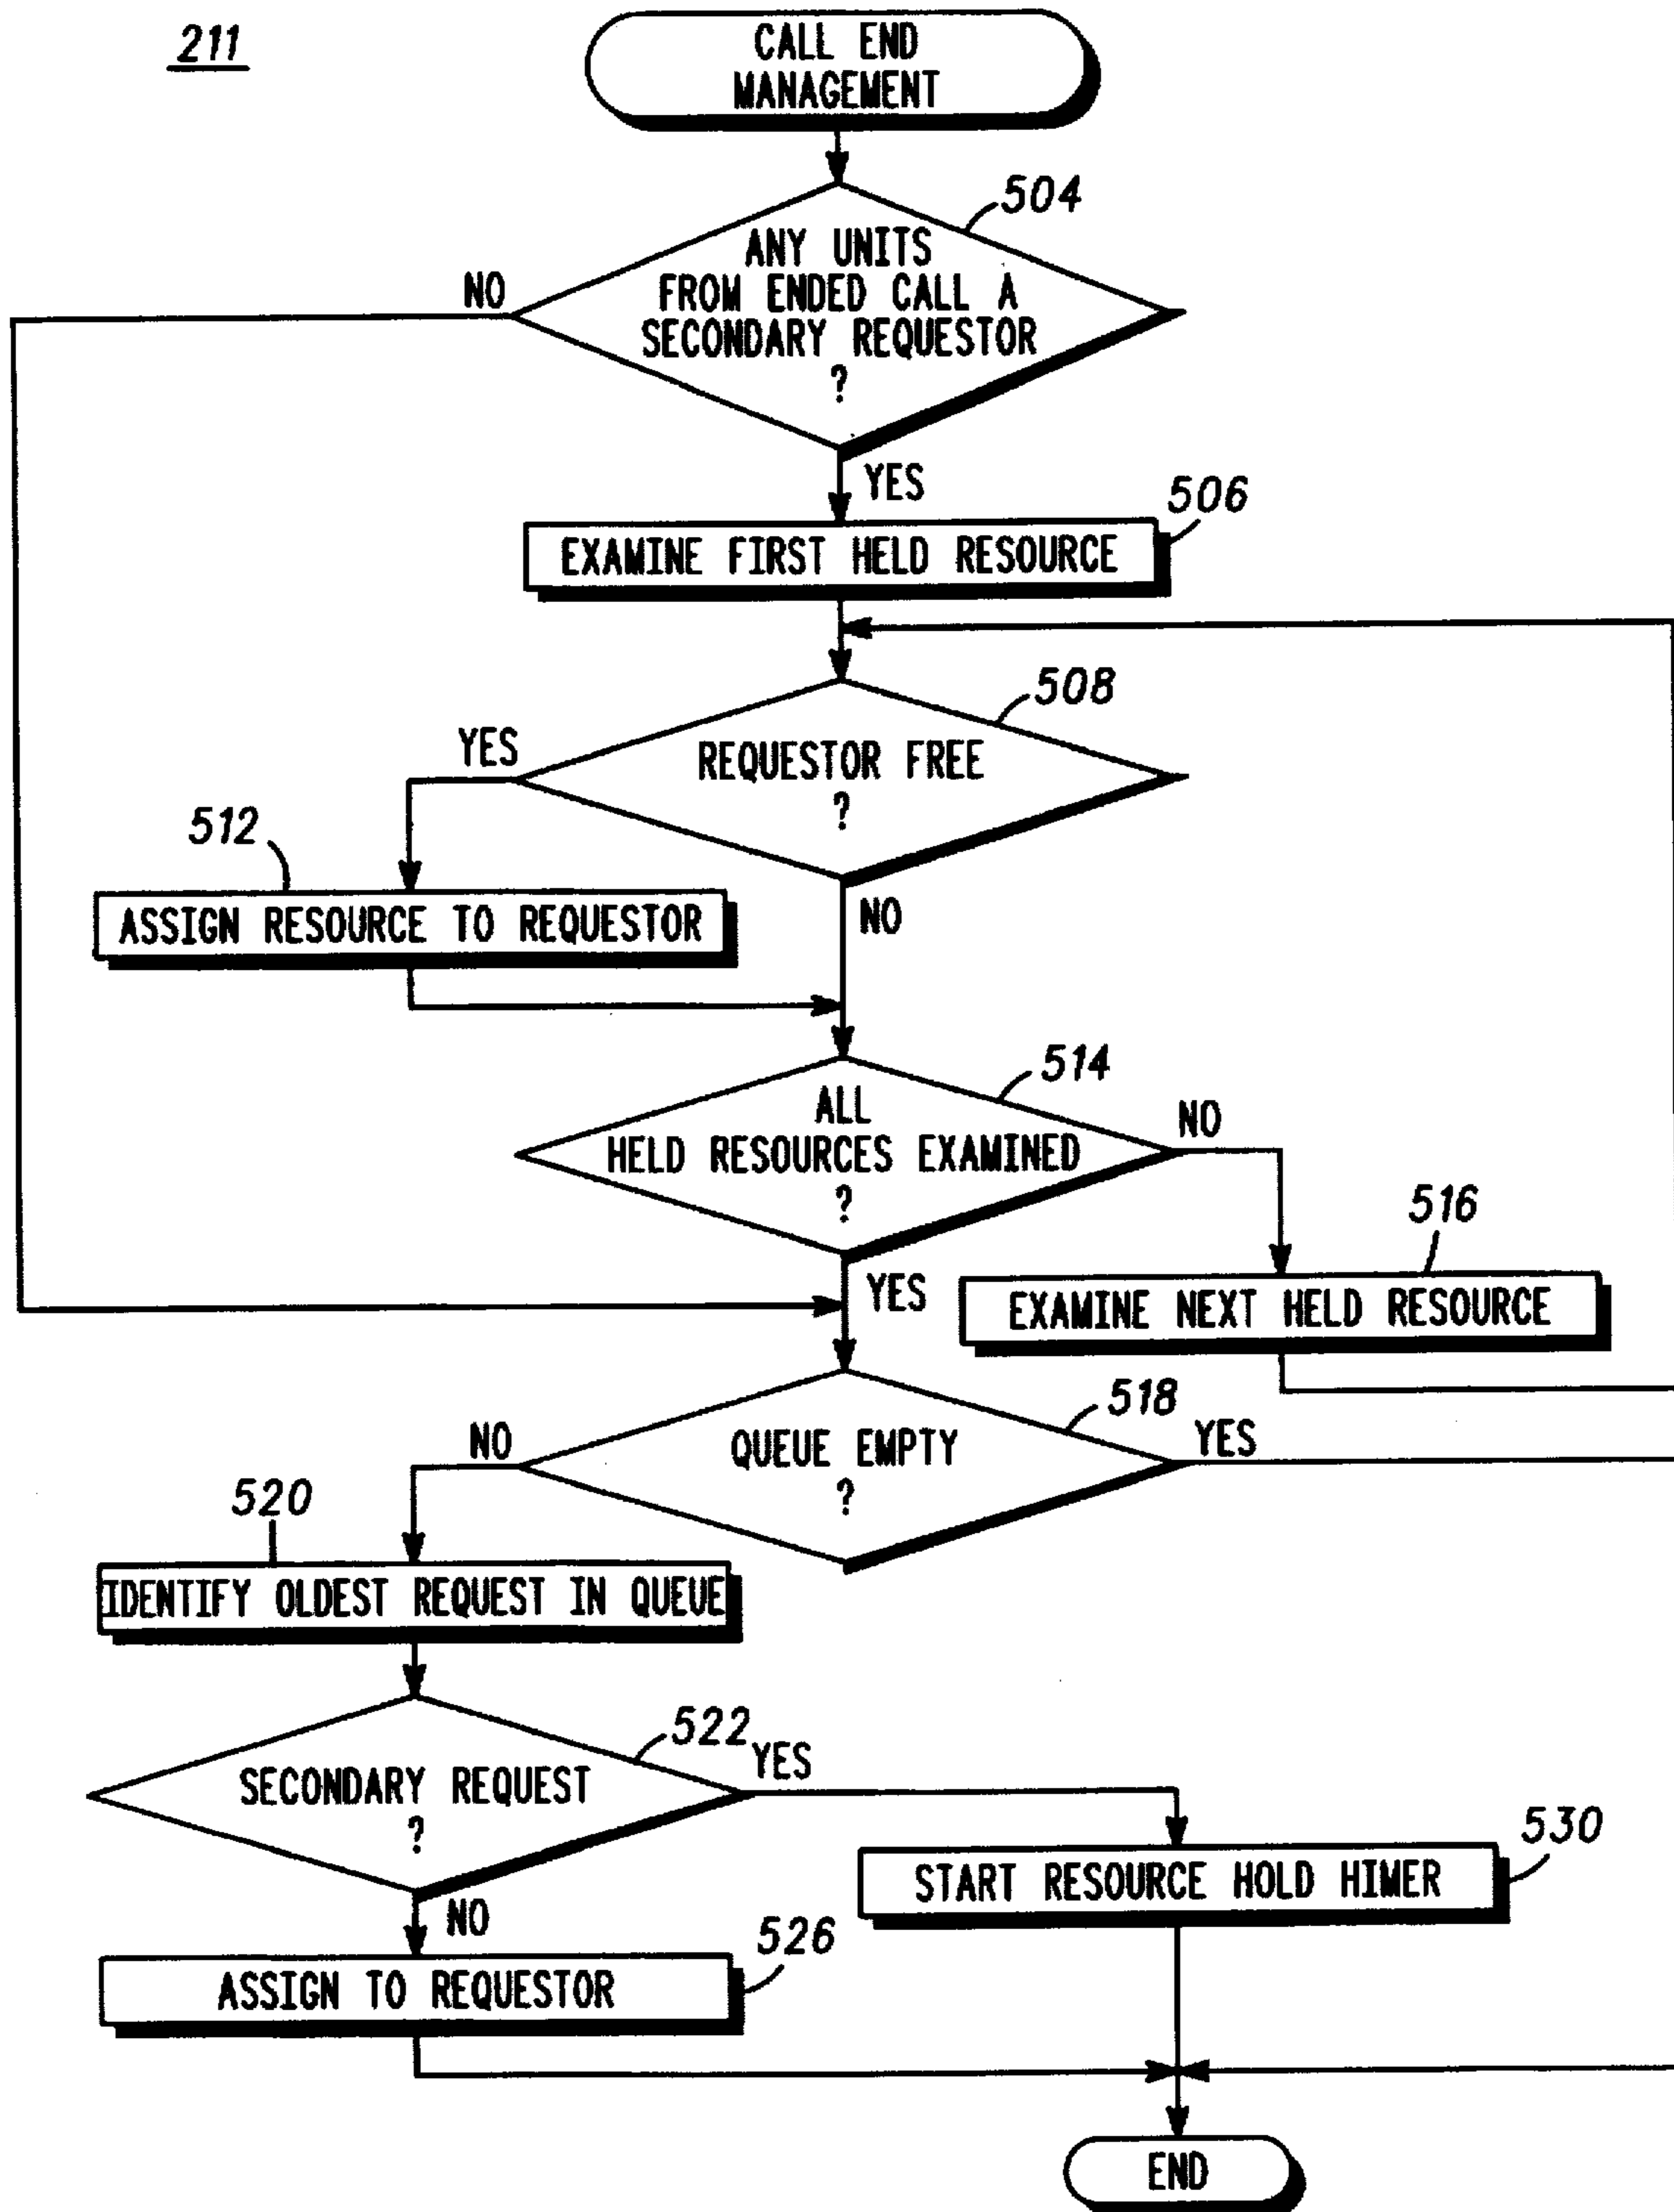 211
CALL END
MANAGEMENT
504
ANY UNITS
FROM ENDED CALL A
SECONDARY REQUESTOR
?
NO
YES
506
EXAMINE FIRST HELD RESOURCE
508
YES
REQUESTOR FREE
?
512
NO
ASSIGN RESOURCE TO REQUESTOR
514
ALL
HELD RESOURCES EXAMINED
?
NO
516
YES
EXAMINE NEXT HELD RESOURCE
518
NO
QUEUE EMPTY
?
YES
520
IDENTIFY OLDEST REQUEST IN QUEUE
522
YES
SECONDARY REQUEST
?
530
START RESOURCE HOLD HIMER
NO
526
ASSIGN TO REQUESTOR
END